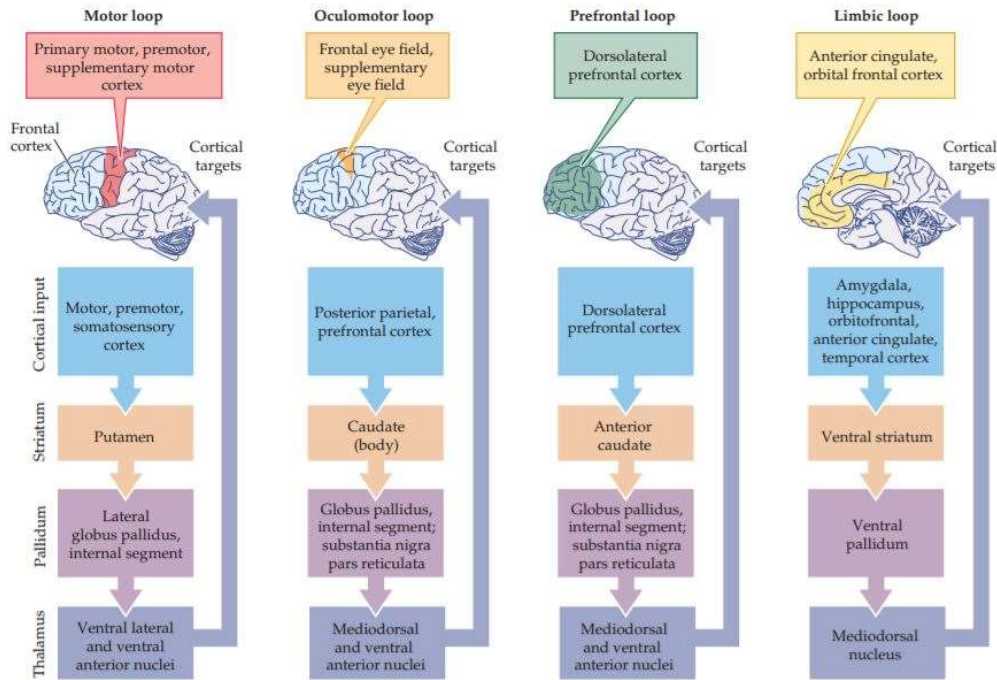 Motor loop
Primary motor, premotor,
supplementary motor
cortex
Frontal
cortex
Cortical
targets
Oculomotor loop
Frontal eye field,
supplementary
eye field
Cortical
targets
Prefrontal loop
Dorsolateral
prefrontal cortex
Cortical
targets
Limbic loop
Anterior cingulate,
orbital frontal cortex
Cortical
targets
Cortical input
Motor, premotor,
somatosensory
cortex
Posterior parietal,
prefrontal cortex
Dorsolateral
prefrontal cortex
Amygdala,
hippocampus,
orbitofrontal,
anterior cingulate,
temporal cortex
Striatum
Putamen
Caudate
(body)
Anterior
caudate
Ventral striatum
Pallidum
Lateral
globus pallidus,
internal segment
Globus pallidus,
internal segment;
substantia nigra
pars reticulata
Globus pallidus,
internal segment;
substantia nigra
pars reticulata
Ventral
pallidum
Thalamus
Ventral lateral
and ventral
anterior nuclei
Mediodorsal
and ventral
anterior nuclei
Mediodorsal
and ventral
anterior nuclei
Mediodorsal
nucleus